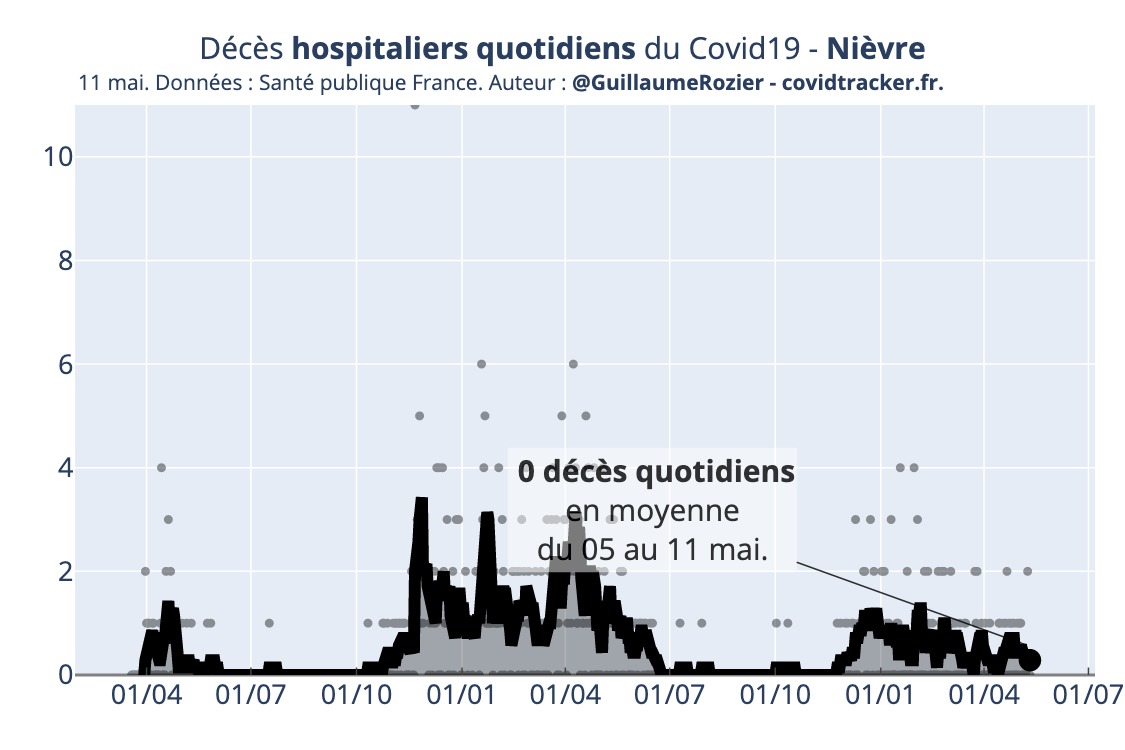 Décès hospitaliers quotidiens du Covid19 - Nièvre
11 mai. Données : Santé publique France. Auteur : @GuillaumeRozier - covidtracker.fr.
10
8
6
4
2
0
0 décès quotidiens
en moyenne
du 05 au 11 mai.
01/04 01/07 01/10 01/01 01/04 01/07 01/10 01/01 01/04 01/07